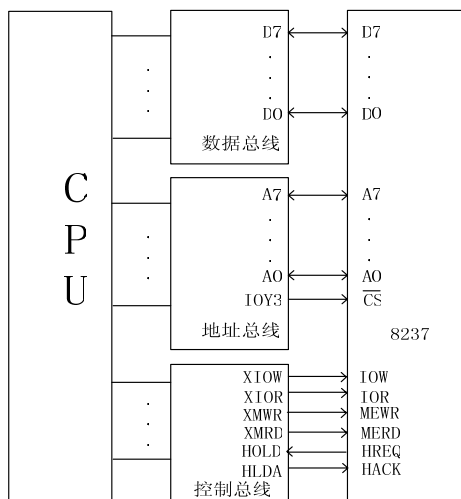 CPU
D7 D7
D0 D0
数据总线
A7 A7
A0 A0
IOY3 CS
地址总线
8237
XIOW IOW
XIOR IOR
XMWR MEWR
XMRD MERD
HOLD HREQ
HLDA HACK
控制总线